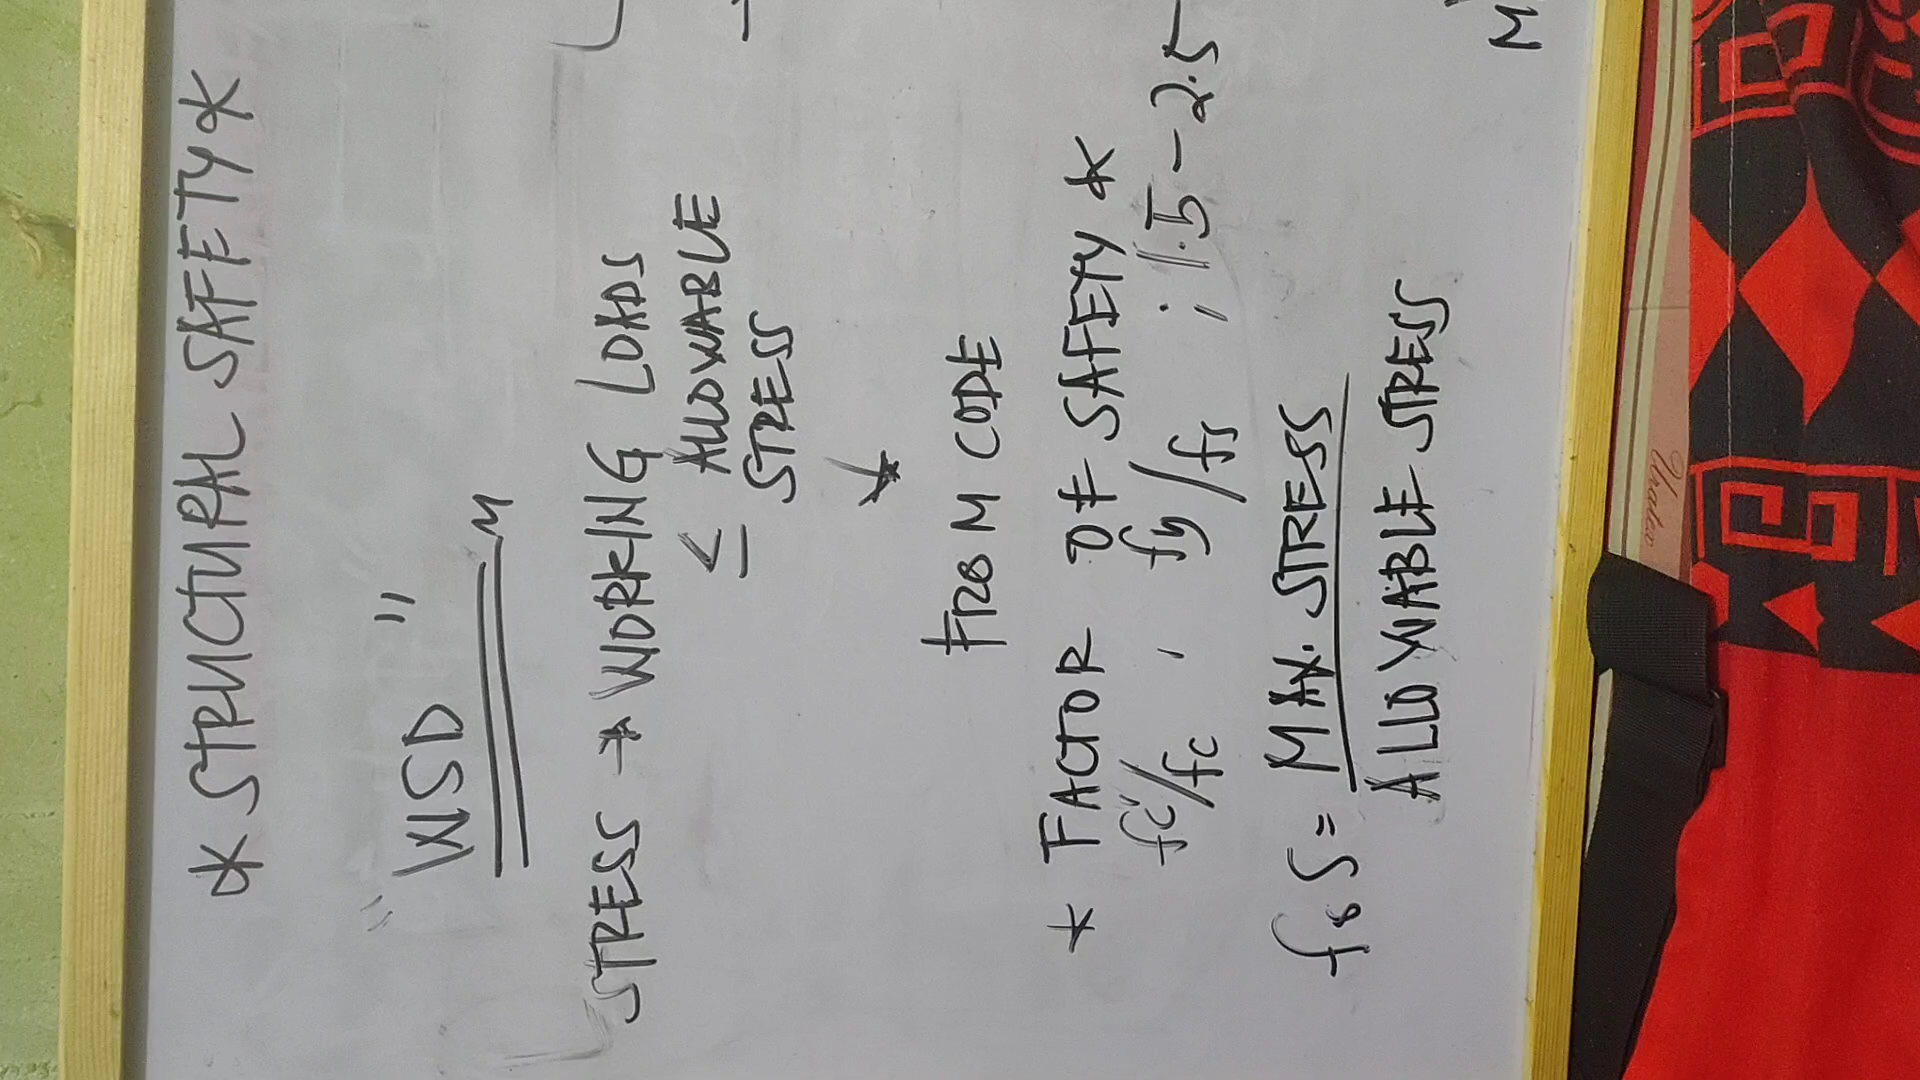 * STRUCTURAL SAFETY *
" WSD "
STRESS → WORKING LOADS
≤ ALLOWABLE
STRESS
↓
FROM CODE
* FACTOR OF SAFETY *
fc'/fc , fy/fs ; 1.5 - 2.5
fos = MAX. STRESS
ALLOWABLE STRESS